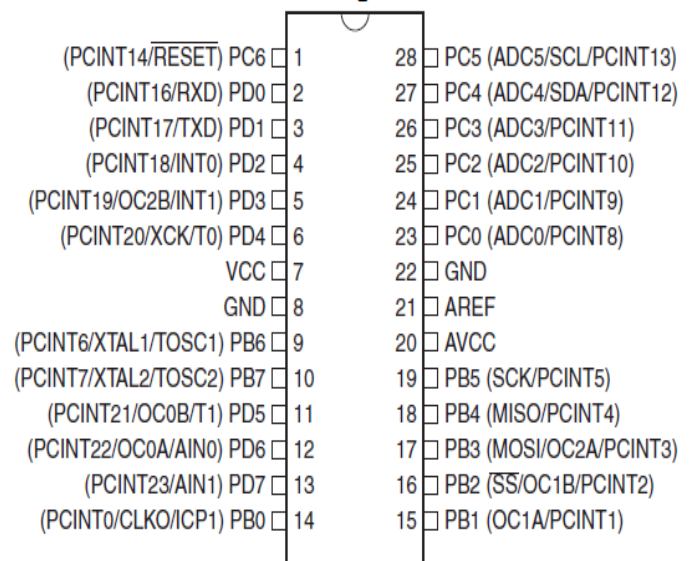 (PCINT14/RESET) PC6 1 28 PC5 (ADC5/SCL/PCINT13)
(PCINT16/RXD) PD0 2 27 PC4 (ADC4/SDA/PCINT12)
(PCINT17/TXD) PD1 3 26 PC3 (ADC3/PCINT11)
(PCINT18/INT0) PD2 4 25 PC2 (ADC2/PCINT10)
(PCINT19/OC2B/INT1) PD3 5 24 PC1 (ADC1/PCINT9)
(PCINT20/XCK/T0) PD4 6 23 PC0 (ADC0/PCINT8)
VCC 7 22 GND
GND 8 21 AREF
(PCINT6/XTAL1/TOSC1) PB6 9 20 AVCC
(PCINT7/XTAL2/TOSC2) PB7 10 19 PB5 (SCK/PCINT5)
(PCINT21/OC0B/T1) PD5 11 18 PB4 (MISO/PCINT4)
(PCINT22/OC0A/AIN0) PD6 12 17 PB3 (MOSI/OC2A/PCINT3)
(PCINT23/AIN1) PD7 13 16 PB2 (SS/OC1B/PCINT2)
(PCINT0/CLKO/ICP1) PB0 14 15 PB1 (OC1A/PCINT1)